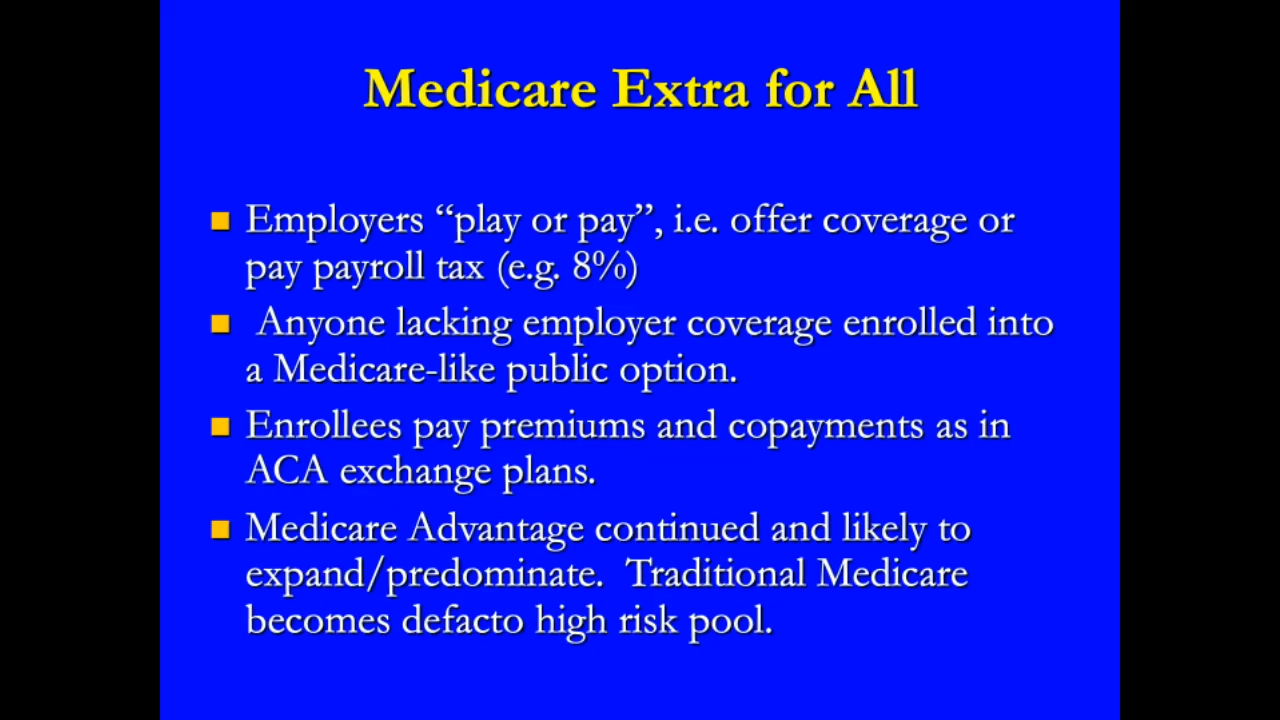 Medicare Extra for All
Employers “play or pay”, i.e. offer coverage or
pay payroll tax (e.g. 8%)
Anyone lacking employer coverage enrolled into
a Medicare-like public option.
Enrollees pay premiums and copayments as in
ACA exchange plans.
Medicare Advantage continued and likely to
expand/predominate.  Traditional Medicare
becomes defacto high risk pool.